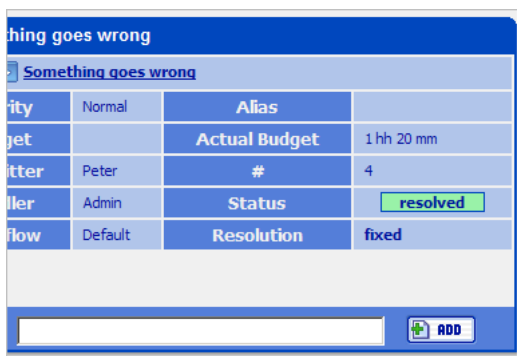 thing goes wrong
Something goes wrong
rity Normal Alias
get Actual Budget 1 hh 20 mm
itter Peter # 4
ller Admin Status resolved
flow Default Resolution fixed
ADD